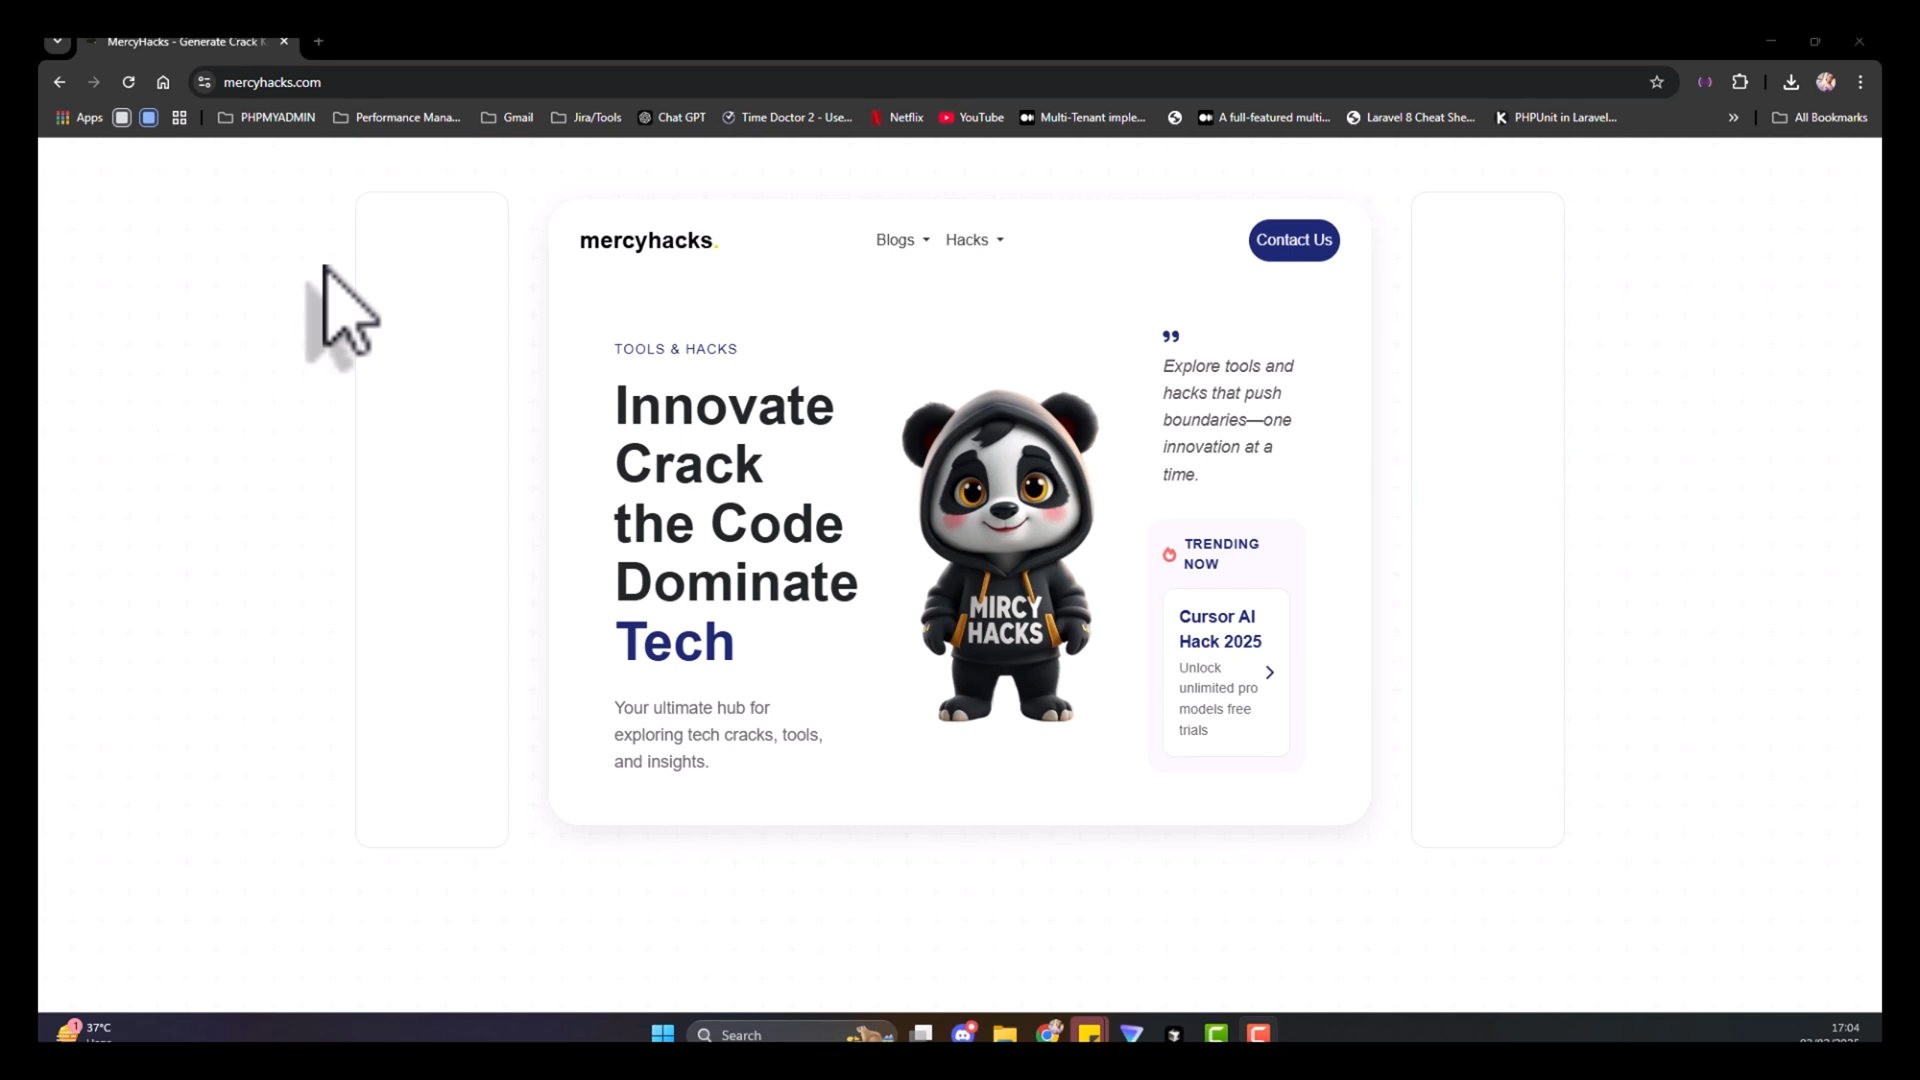 MercyHacks - Generate Crack
mercyhacks.com
Apps
PHPMYADMIN
Performance Mana...
Gmail
Jira/Tools
Chat GPT
Time Doctor 2 - Use...
Netflix
YouTube
Multi-Tenant imple...
A full-featured multi...
Laravel 8 Cheat She...
PHPUnit in Laravel...
All Bookmarks
mercyhacks.
Blogs
Hacks
Contact Us
TOOLS & HACKS
Innovate
Crack
the Code
Dominate
Tech
Your ultimate hub for
exploring tech cracks, tools,
and insights.
MIRCY
HACKS
Explore tools and
hacks that push
boundaries—one
innovation at a
time.
TRENDING
NOW
Cursor AI
Hack 2025
Unlock
unlimited pro
models free
trials
1
37°C
Search
17:04